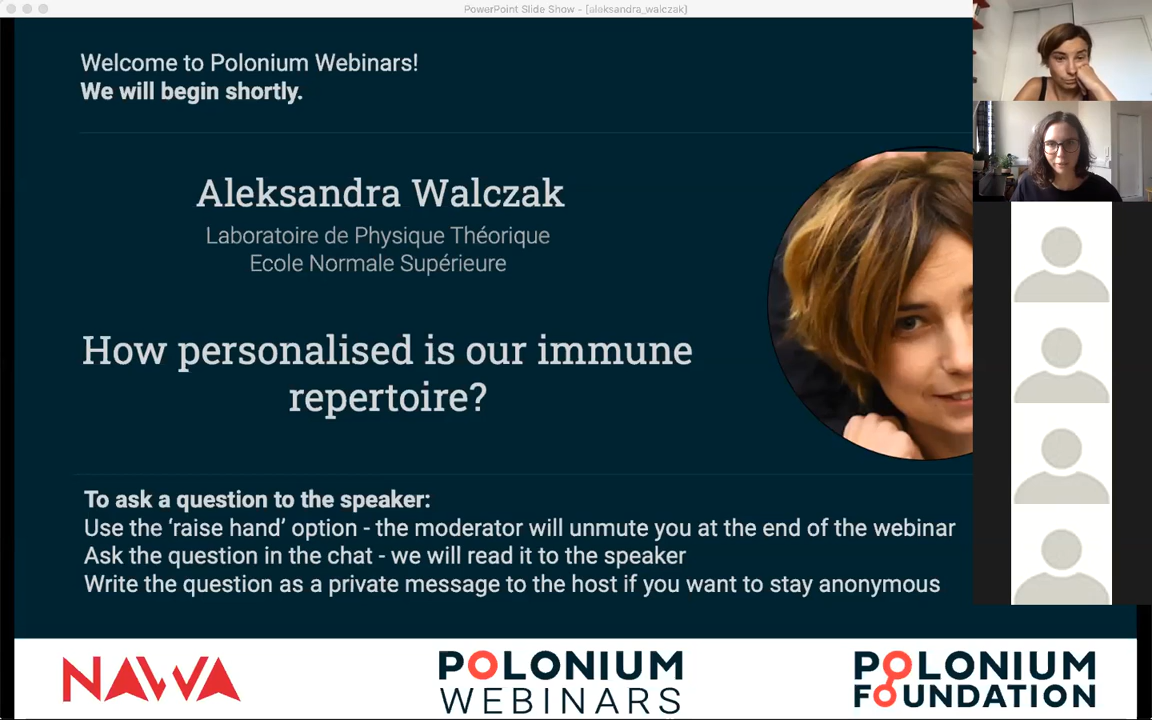 PowerPoint Slide Show - [aleksandra_walczak]
Welcome to Polonium Webinars!
We will begin shortly.
Aleksandra Walczak
Laboratoire de Physique Théorique
Ecole Normale Supérieure
How personalised is our immune
repertoire?
To ask a question to the speaker:
Use the ‘raise hand’ option - the moderator will unmute you at the end of the webinar
Ask the question in the chat - we will read it to the speaker
Write the question as a private message to the host if you want to stay anonymous
NAWA
POLONIUM
WEBINARS
POLONIUM
FOUNDATION